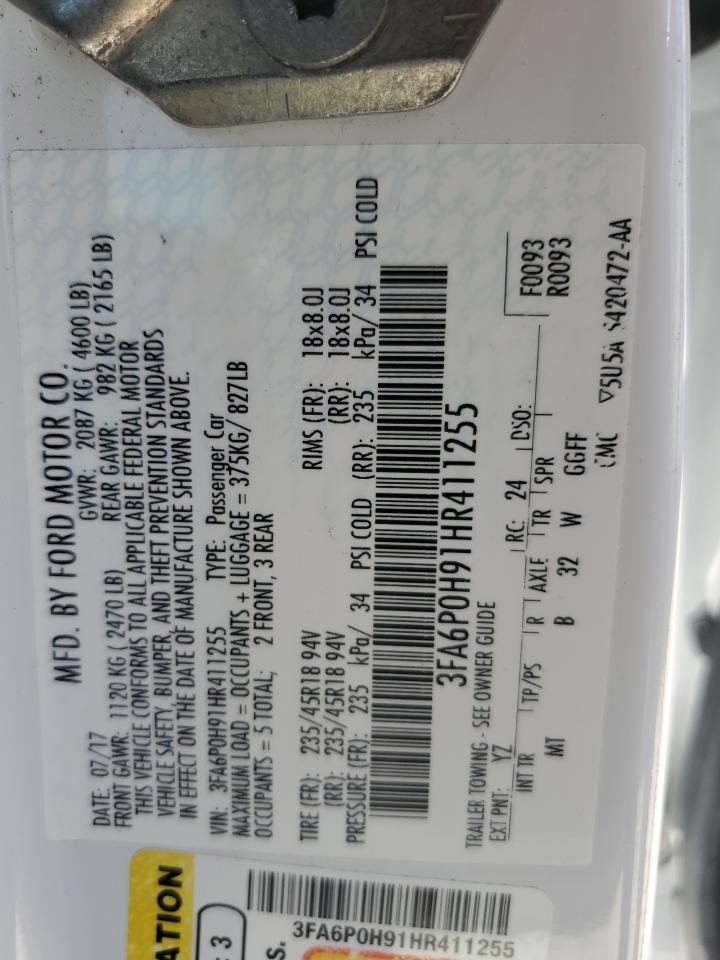 MFD. BY FORD MOTOR CO.
DATE: 07/17 GVWR: 2087 KG ( 4600 LB)
FRONT GAWR: 1120 KG ( 2470 LB) REAR GAWR: 982 KG ( 2165 LB)
THIS VEHICLE CONFORMS TO ALL APPLICABLE FEDERAL MOTOR
VEHICLE SAFETY, BUMPER, AND THEFT PREVENTION STANDARDS
IN EFFECT ON THE DATE OF MANUFACTURE SHOWN ABOVE.
VIN: 3FA6P0H91HR411255 TYPE: Passenger Car
MAXIMUM LOAD = OCCUPANTS + LUGGAGE = 375KG/ 827LB
OCCUPANTS = 5 TOTAL; 2 FRONT, 3 REAR
TIRE (FR): 235/45R18 94V RIMS (FR): 18x8.0J
(RR): 235/45R18 94V (RR): 18x8.0J
PRESSURE (FR): 235 kPa/ 34 PSI COLD (RR): 235 kPa/ 34 PSI COLD
3FA6P0H91HR411255
TRAILER TOWING - SEE OWNER GUIDE
EXT PNT: YZ RC: 24 DSO: F0093
R0093
INT TR TP/PS R AXLE TR SPR
MT B 32 W GGFF
5U5A 420472-AA
ATION
: 3
S.
3FA6P0H91HR411255